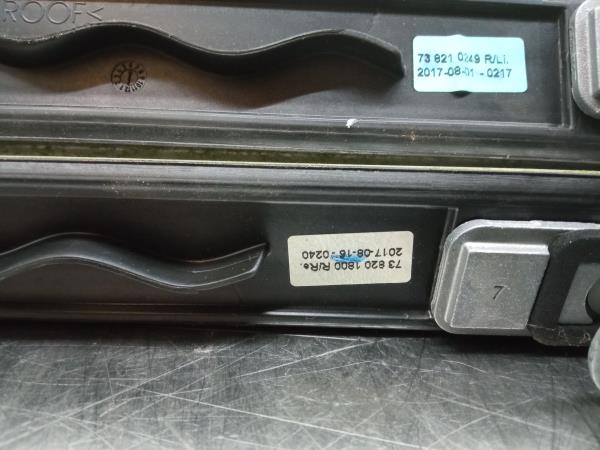 ROOF<
73 821 0249 R/Li.
2017-08-01 - 0217
73 820 1800 R/Re.
2017-08-16 - 0240
7